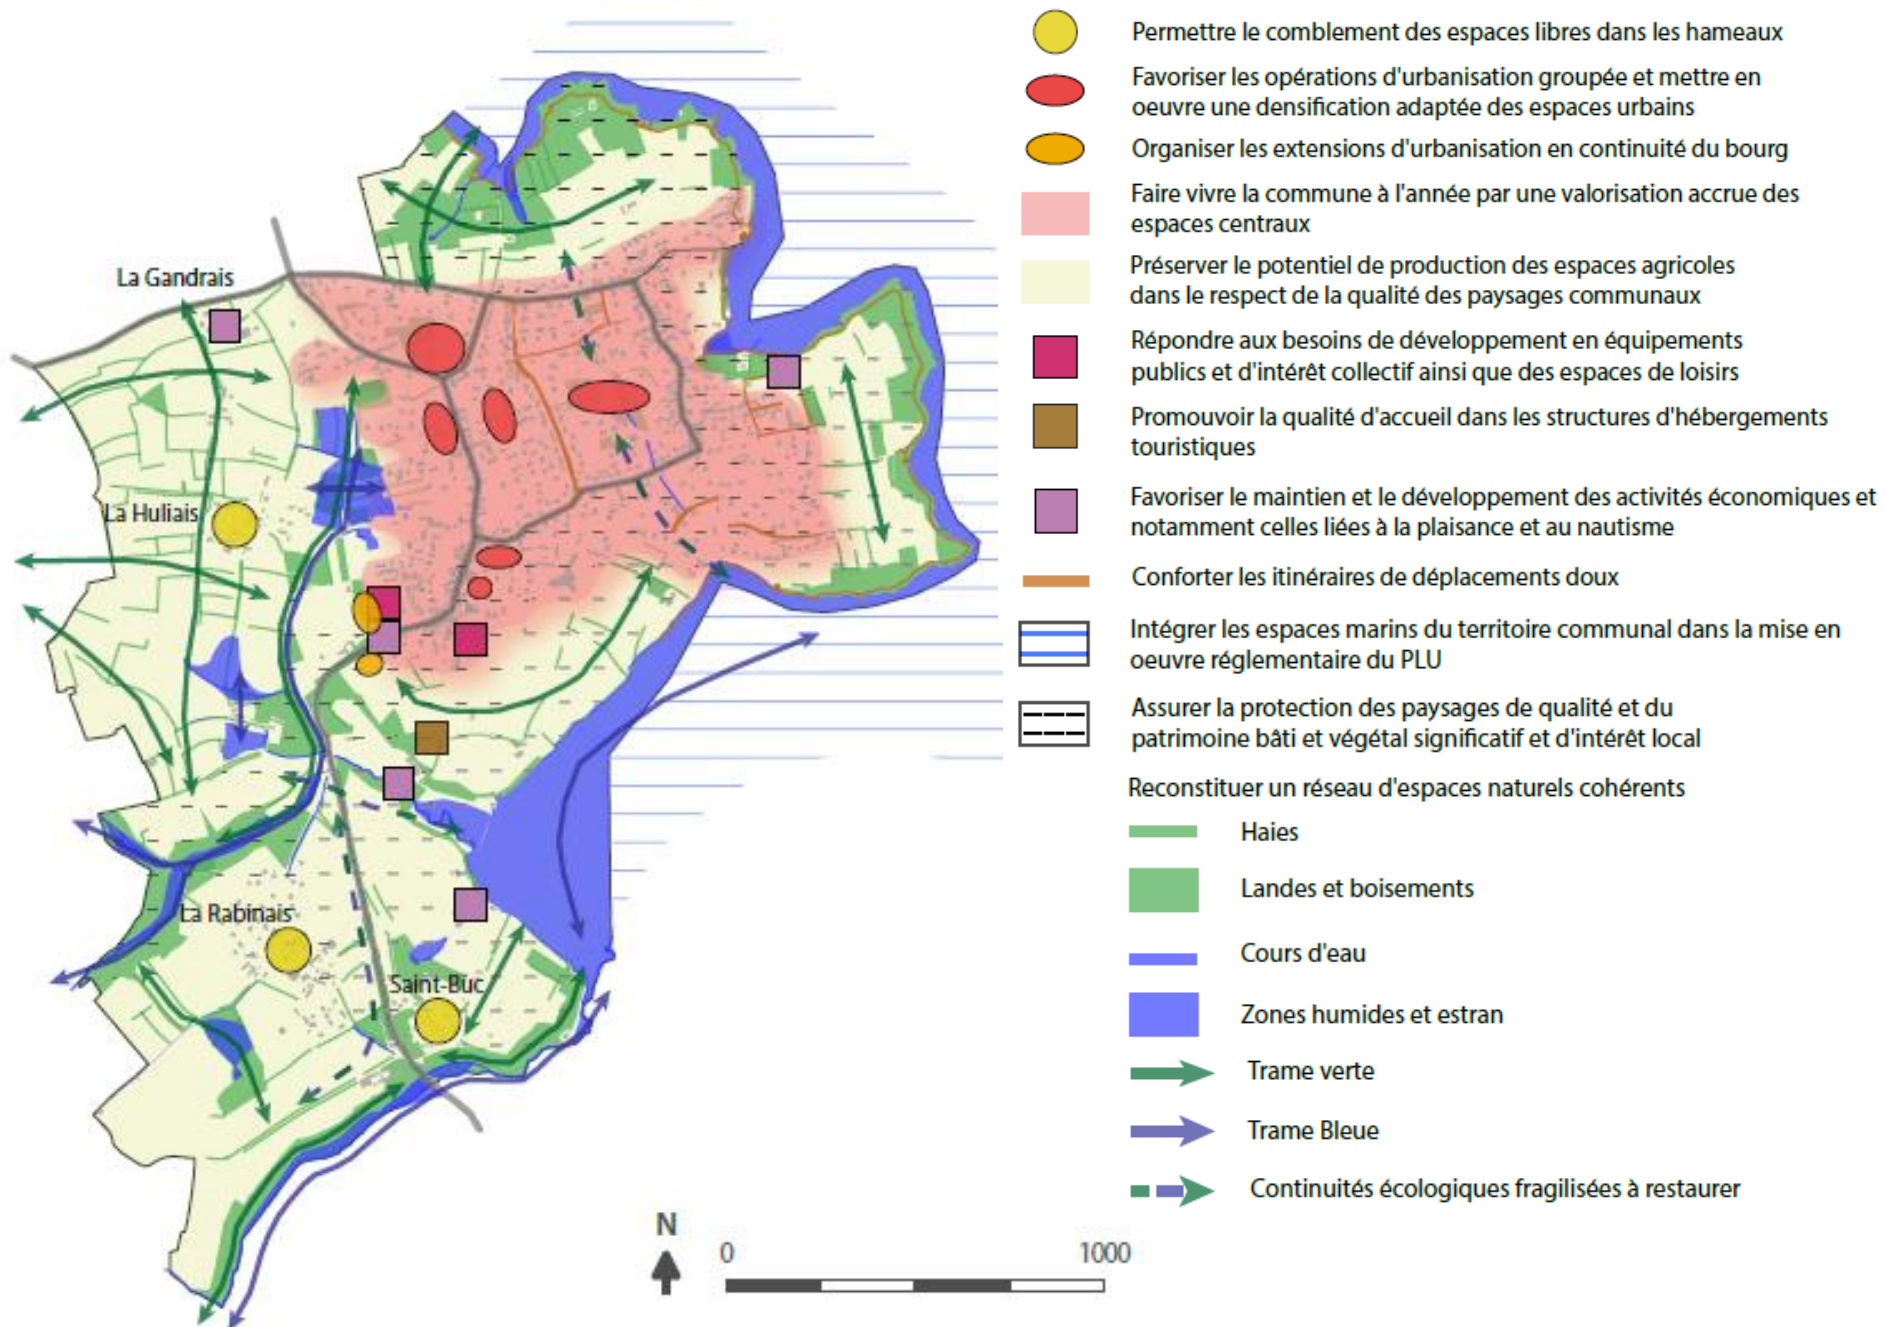 La Gandrais
La Huliais
La Rabinais
Saint-Buc
N
0
1000
Permettre le comblement des espaces libres dans les hameaux
Favoriser les opérations d'urbanisation groupée et mettre en
oeuvre une densification adaptée des espaces urbains
Organiser les extensions d'urbanisation en continuité du bourg
Faire vivre la commune à l'année par une valorisation accrue des
espaces centraux
Préserver le potentiel de production des espaces agricoles
dans le respect de la qualité des paysages communaux
Répondre aux besoins de développement en équipements
publics et d'intérêt collectif ainsi que des espaces de loisirs
Promouvoir la qualité d'accueil dans les structures d'hébergements
touristiques
Favoriser le maintien et le développement des activités économiques et
notamment celles liées à la plaisance et au nautisme
Conforter les itinéraires de déplacements doux
Intégrer les espaces marins du territoire communal dans la mise en
oeuvre réglementaire du PLU
Assurer la protection des paysages de qualité et du
patrimoine bâti et végétal significatif et d'intérêt local
Reconstituer un réseau d'espaces naturels cohérents
Haies
Landes et boisements
Cours d'eau
Zones humides et estran
Trame verte
Trame Bleue
Continuités écologiques fragilisées à restaurer